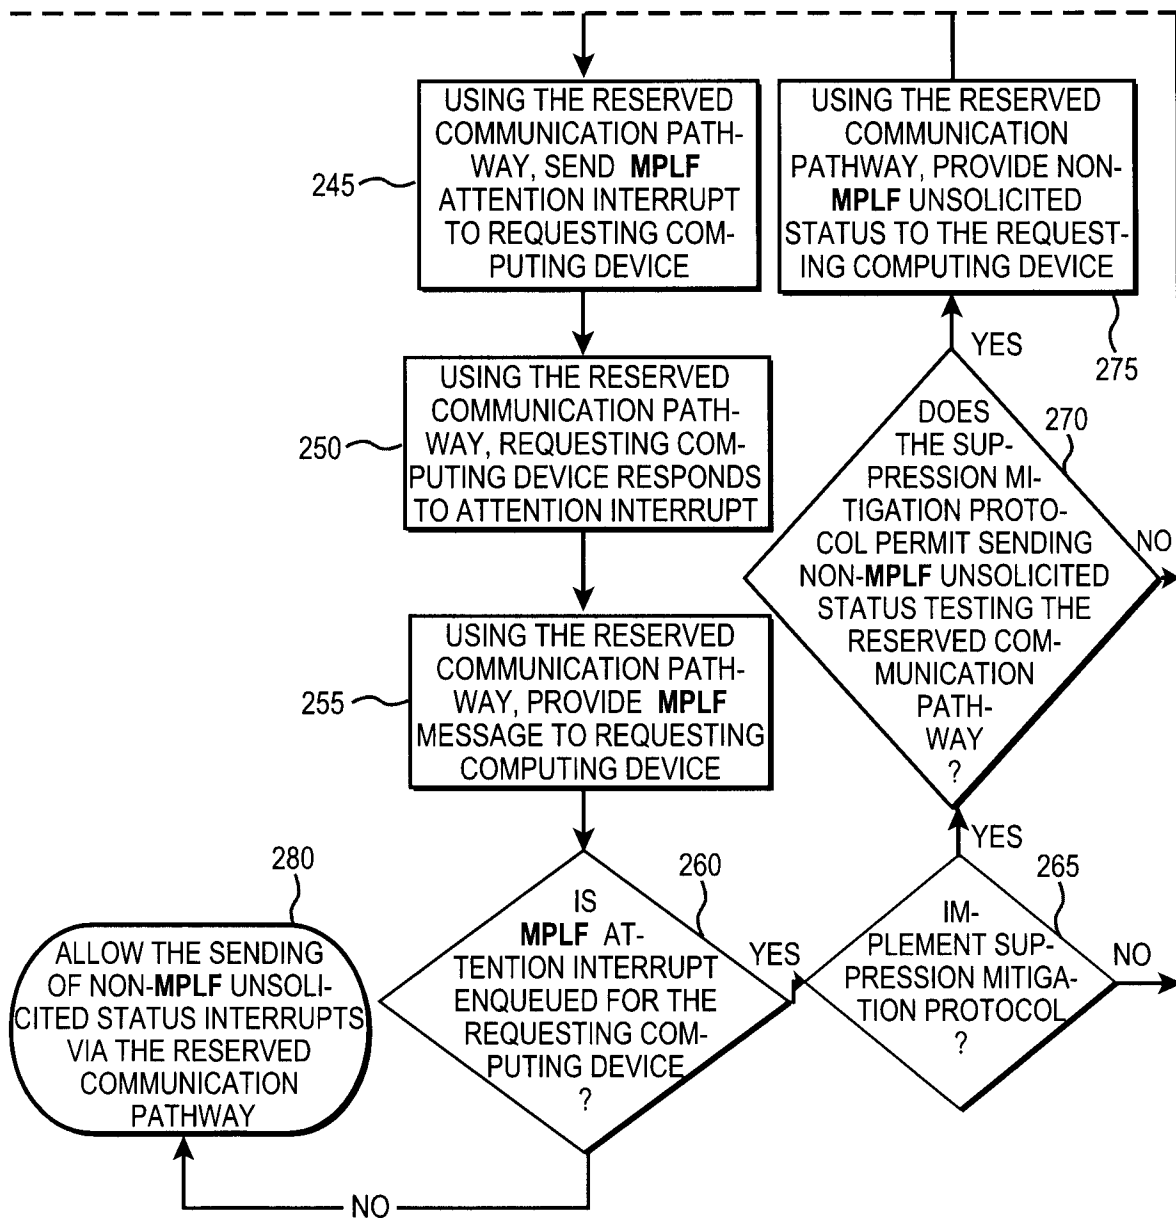 USING THE RESERVED
COMMUNICATION PATH-
WAY, SEND MPLF
ATTENTION INTERRUPT
TO REQUESTING COM-
PUTING DEVICE
245
USING THE RESERVED
COMMUNICATION
PATHWAY, PROVIDE NON-
MPLF UNSOLICITED
STATUS TO THE REQUEST-
ING COMPUTING DEVICE
275
YES
USING THE RESERVED
COMMUNICATION PATH-
WAY, REQUESTING COM-
PUTING DEVICE RESPONDS
TO ATTENTION INTERRUPT
250
DOES
THE SUP-
PRESSION MI-
TIGATION PROTO-
COL PERMIT SENDING
NON-MPLF UNSOLICITED
STATUS TESTING THE
RESERVED COM-
MUNICATION
PATH-
WAY
?
270
NO
USING THE RESERVED
COMMUNICATION PATH-
WAY, PROVIDE MPLF
MESSAGE TO REQUESTING
COMPUTING DEVICE
255
YES
IS
MPLF AT-
TENTION INTERRUPT
ENQUEUED FOR THE
REQUESTING COM-
PUTING DEVICE
?
260
YES
IM-
PLEMENT SUP-
PRESSION MITIGA-
TION PROTOCOL
?
265
NO
280
ALLOW THE SENDING
OF NON-MPLF UNSOLI-
CITED STATUS INTERRUPTS
VIA THE RESERVED
COMMUNICATION
PATHWAY
NO